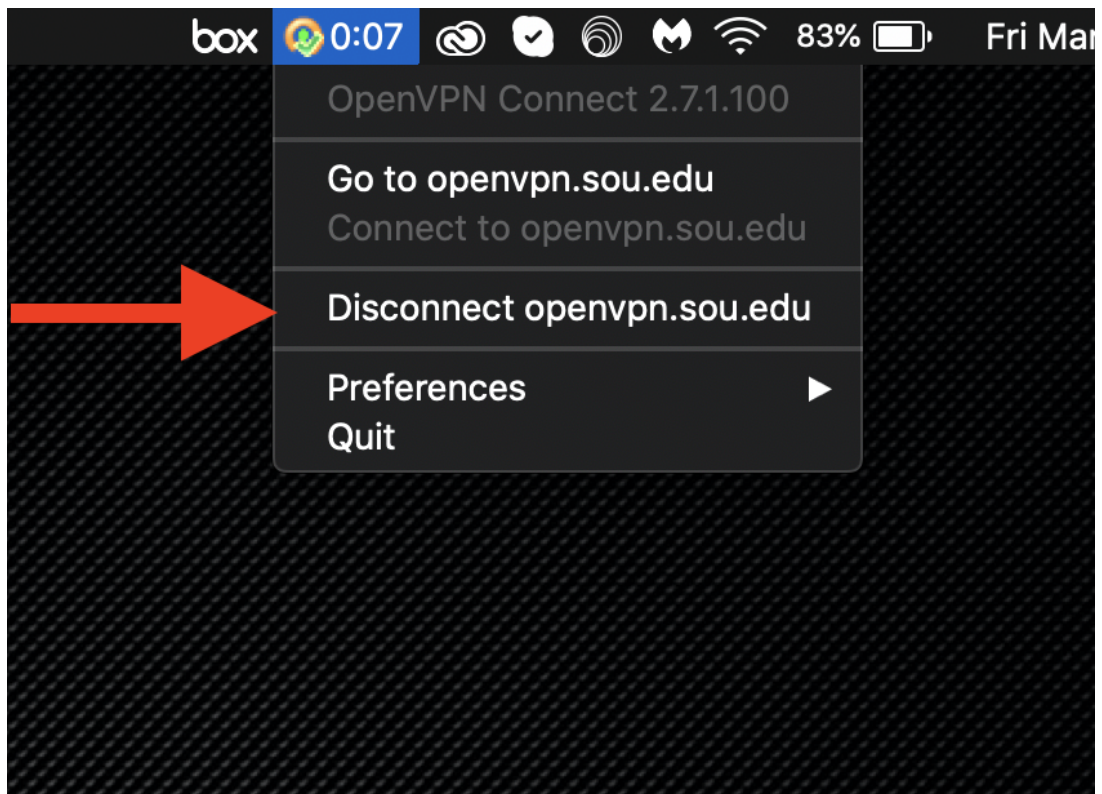 box 0:07 83% Fri Mar
OpenVPN Connect 2.7.1.100
Go to openvpn.sou.edu
Connect to openvpn.sou.edu
Disconnect openvpn.sou.edu
Preferences
Quit